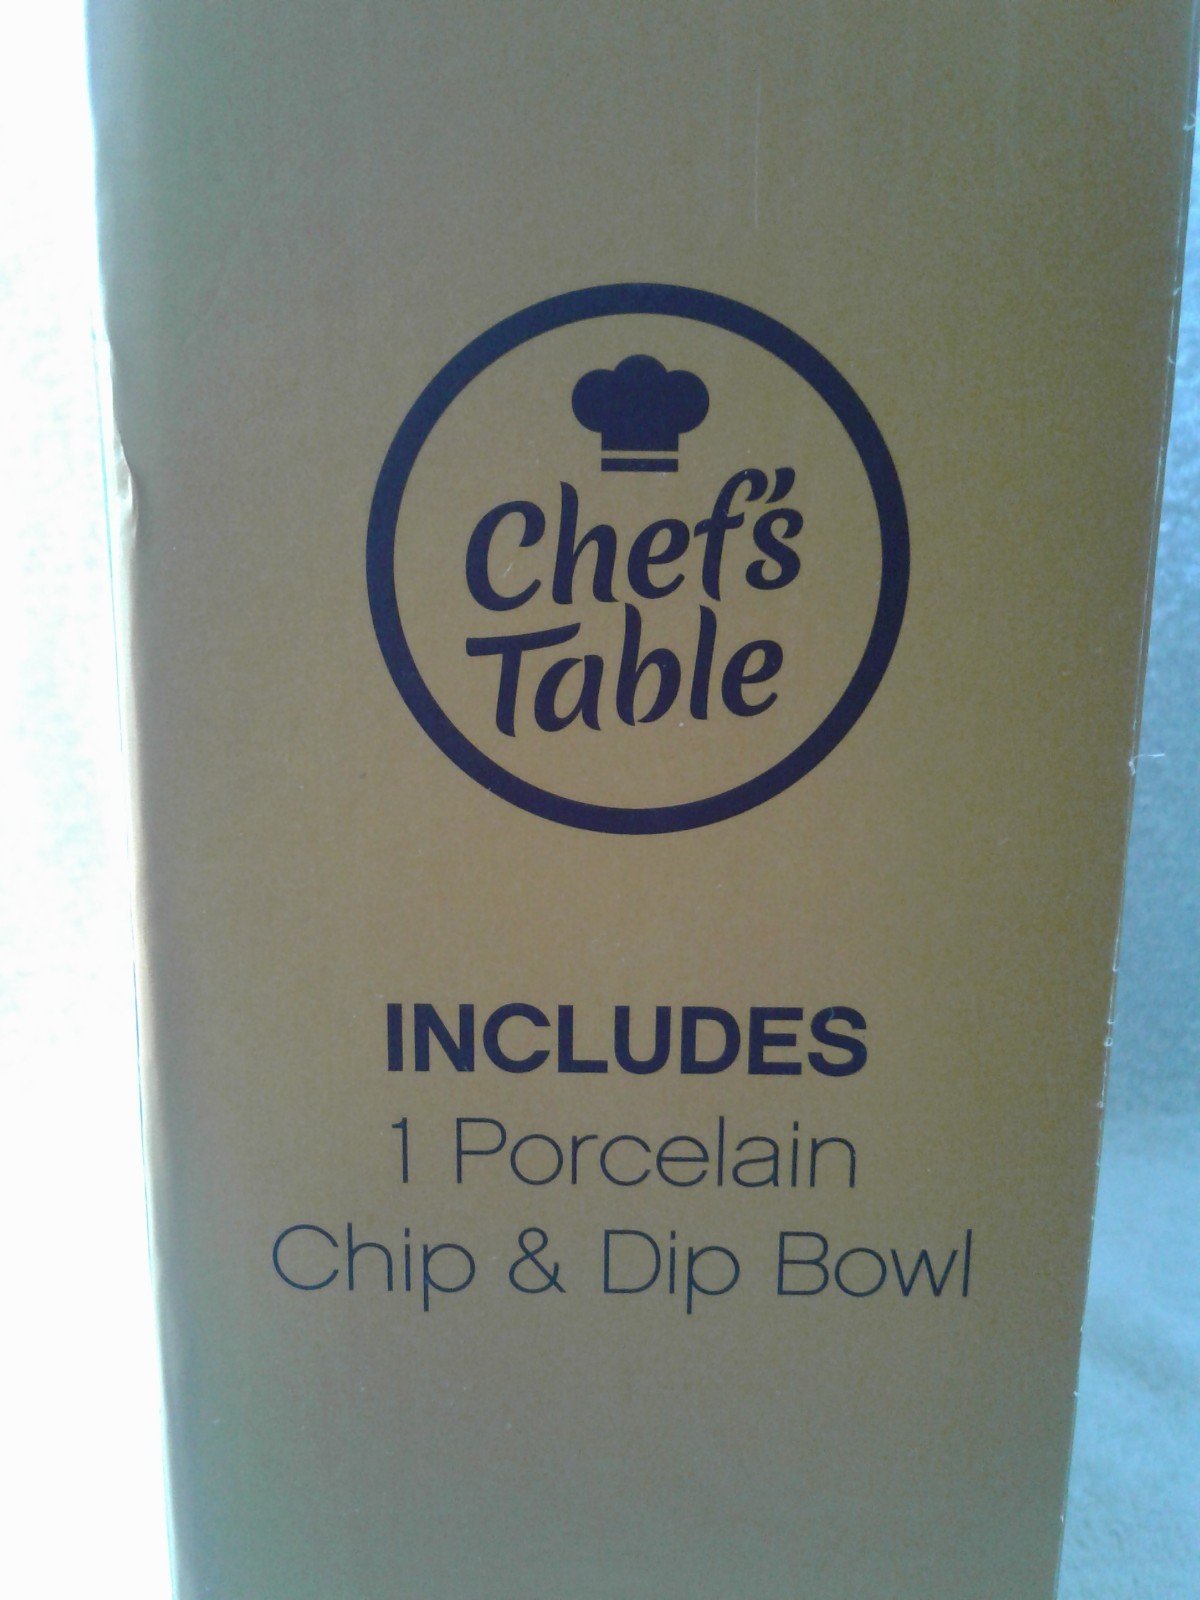 Chef's
Table
INCLUDES
1 Porcelain
Chip & Dip Bowl